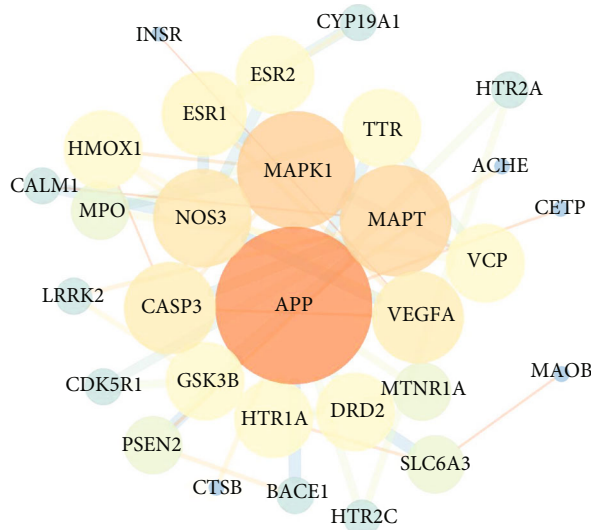 CYP19A1
INSR
ESR2
HTR2A
ESR1
TTR
HMOX1
MAPK1
ACHE
CALM1
MPO
NOS3
MAPT
CETP
VCP
LRRK2
CASP3
APP
VEGFA
MAOB
CDK5R1
GSK3B
MTNR1A
HTR1A
DRD2
PSEN2
SLC6A3
CTSB
BACE1
HTR2C